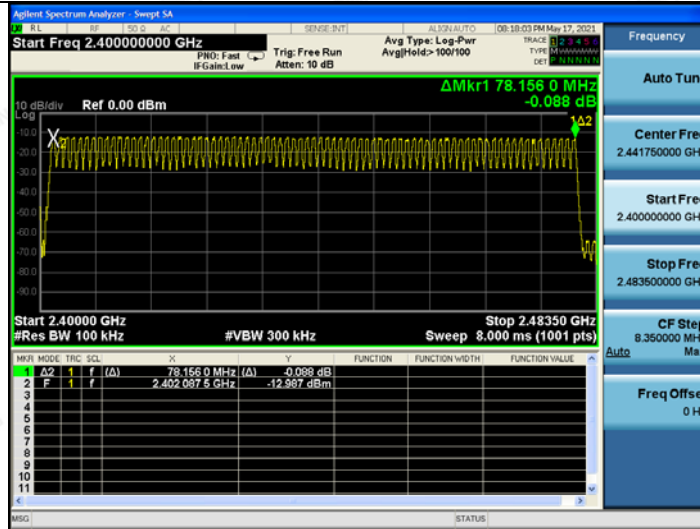 Agilent Spectrum Analyzer - Swept SA
RL RF 50 Ω AC SENSE:INT ALIGN AUTO 08:18:03 PM May 17, 2021
Start Freq 2.400000000 GHz
PNO: Fast
IFGain:Low
Trig: Free Run
Atten: 10 dB
Avg Type: Log-Pwr
Avg|Hold:>100/100
TRACE 1 2 3 4 5 6
TYPE M
DET P N N N N N
ΔMkr1 78.156 0 MHz
-0.088 dB
10 dB/div Ref 0.00 dBm
Log
-10.0
-20.0
-30.0
-40.0
-50.0
-60.0
-70.0
-80.0
-90.0
X2
1Δ2
Start 2.40000 GHz
Stop 2.48350 GHz
#Res BW 100 kHz #VBW 300 kHz Sweep 8.000 ms (1001 pts)
MKR MODE TRC SCL X Y FUNCTION FUNCTION WIDTH FUNCTION VALUE
1 Δ2 1 f (Δ) 78.156 0 MHz (Δ) -0.088 dB
2 F 1 f 2.402 087 5 GHz -12.987 dBm
3
4
5
6
7
8
9
10
11
MSG STATUS
Frequency
Auto Tun
Center Fre
2.441750000 GH
Start Fre
2.400000000 GH
Stop Fre
2.483500000 GH
CF Step
8.350000 MH
Auto Ma
Freq Offse
0 H